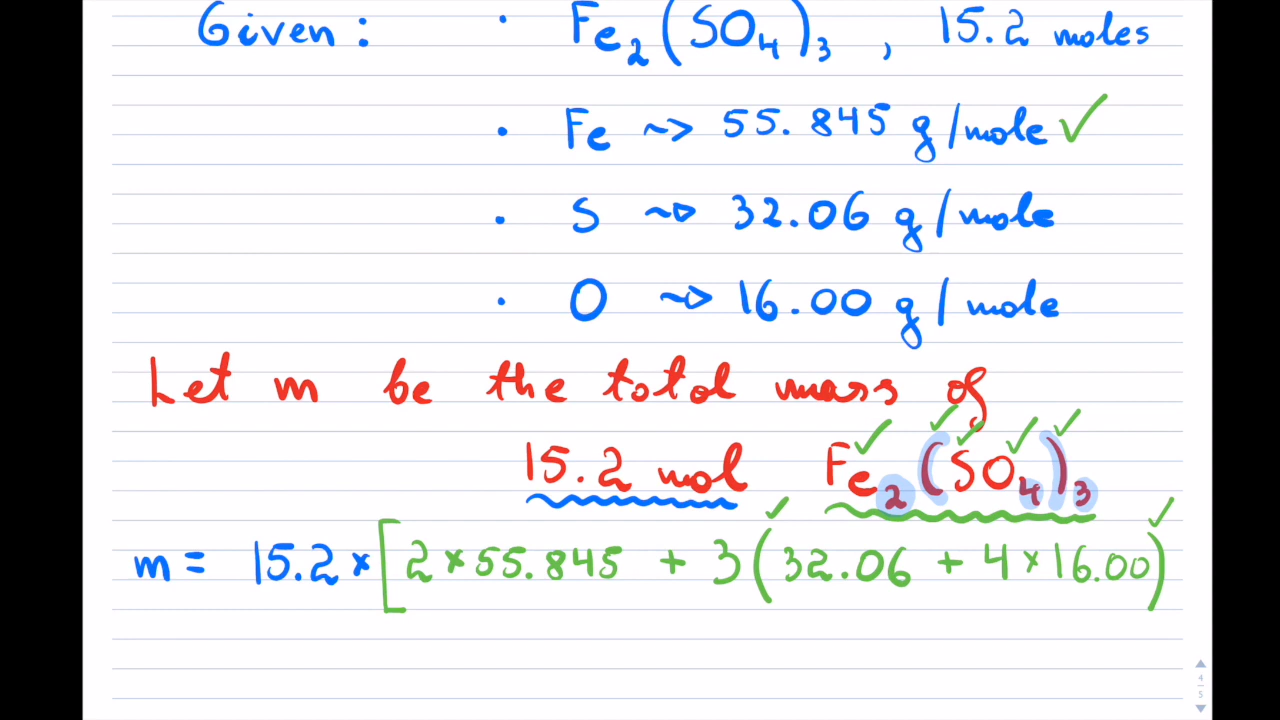 Given: · Fe₂(SO₄)₃, 15.2 moles
· Fe ~> 55.845 g/mole ✓
· S ~> 32.06 g/mole
· O ~> 16.00 g/mole
Let m be the total mass of
15.2 mol Fe₂(SO₄)₃
m = 15.2 × [2 × 55.845 + 3(32.06 + 4 × 16.00)
4
5